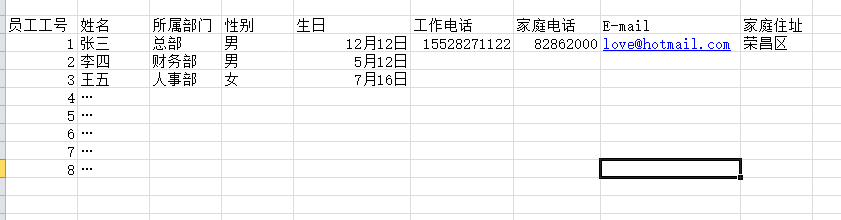 员工工号 姓名 所属部门 性别 生日 工作电话 家庭电话 E-mail 家庭住址
1 张三 总部 男 12月12日 15528271122 82862000 love@hotmail.com 荣昌区
2 李四 财务部 男 5月12日
3 王五 人事部 女 7月16日
4 …
5 …
6 …
7 …
8 …